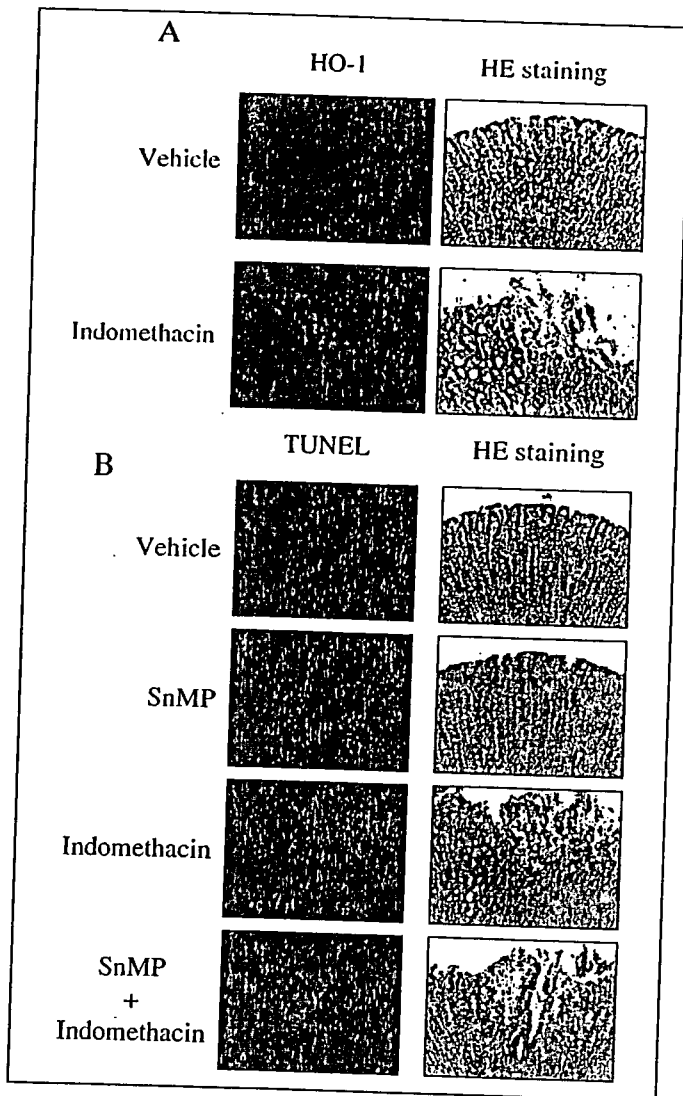 A
HO-1 HE staining
Vehicle
Indomethacin
B
TUNEL HE staining
Vehicle
SnMP
Indomethacin
SnMP
+
Indomethacin